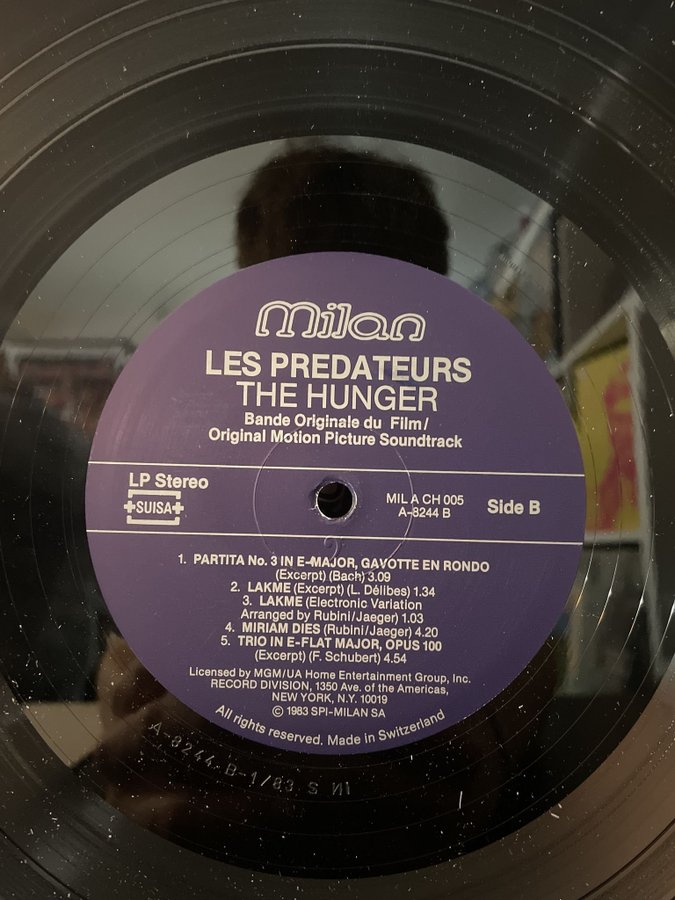 Milan
LES PREDATEURS
THE HUNGER
Bande Originale du Film/
Original Motion Picture Soundtrack
LP Stereo
SUISA
MIL A CH 005
A-8244 B
Side B
1. PARTITA No. 3 IN E-MAJOR, GAVOTTE EN RONDO
(Excerpt) (Bach) 3.09
2. LAKME (Excerpt) (L. Délibes) 1.34
3. LAKME (Electronic Variation
Arranged by Rubini/Jaeger) 1.03
4. MIRIAM DIES (Rubini/Jaeger) 4.20
5. TRIO IN E-FLAT MAJOR, OPUS 100
(Excerpt) (F. Schubert) 4.54
Licensed by MGM/UA Home Entertainment Group, Inc.
RECORD DIVISION, 1350 Ave. of the Americas,
NEW YORK, N.Y. 10019
© 1983 SPI-MILAN SA
All rights reserved. Made in Switzerland
A-8244 B-1/83 S